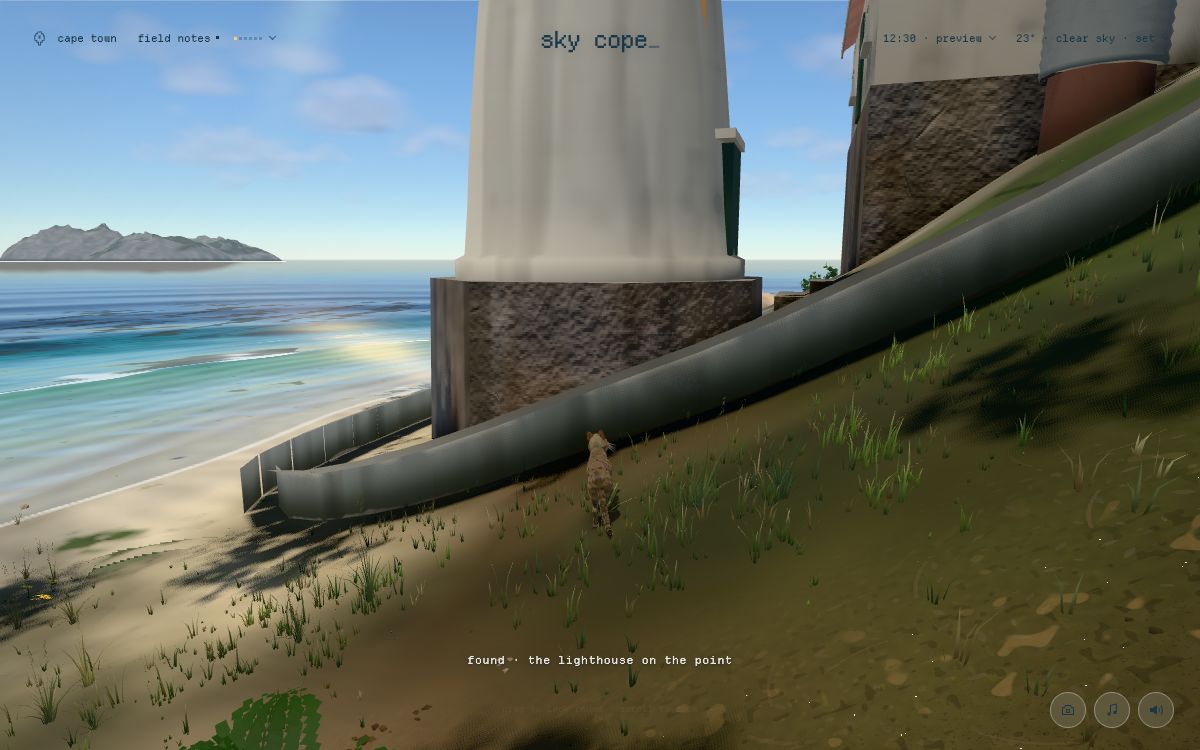 cape town
field notes
sky cope_
12:30 · preview
23° · clear sky · set
found · the lighthouse on the point